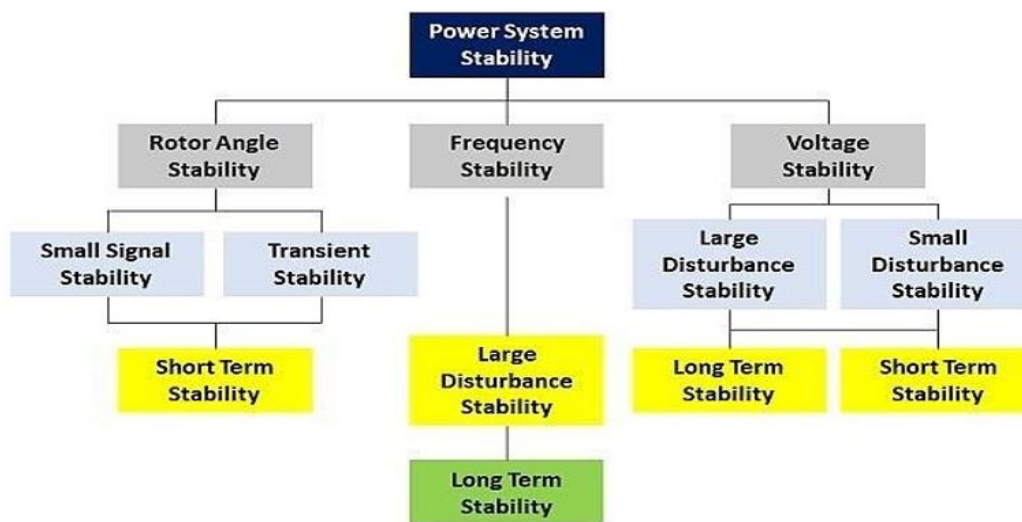 Power System
Stability
Rotor Angle
Stability
Frequency
Stability
Voltage
Stability
Small Signal
Stability
Transient
Stability
Large
Disturbance
Stability
Small
Disturbance
Stability
Short Term
Stability
Large
Disturbance
Stability
Long Term
Stability
Short Term
Stability
Long Term
Stability